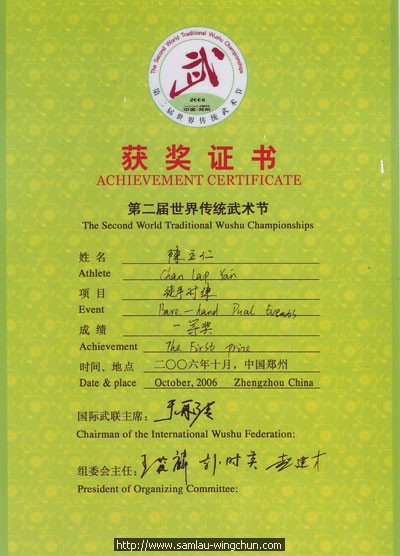 The Second World Traditional Wushu Championships
武
2006
中国·郑州
第二届世界传统武术节
获奖证书
ACHIEVEMENT CERTIFICATE
第二届世界传统武术节
The Second World Traditional Wushu Championships
姓名 陳立仁
Athlete Chan Lap Yan
项目 徒手对练
Event Bare-hand Dual Events
成绩 一等奖
Achievement The First prize
时间、地点 二〇〇六年十月,中国郑州
Date & place October, 2006 Zhengzhou China
国际武联主席:
Chairman of the International Wushu Federation:
组委会主任:
President of Organizing Committee:
http://www.samlau-wingchun.com